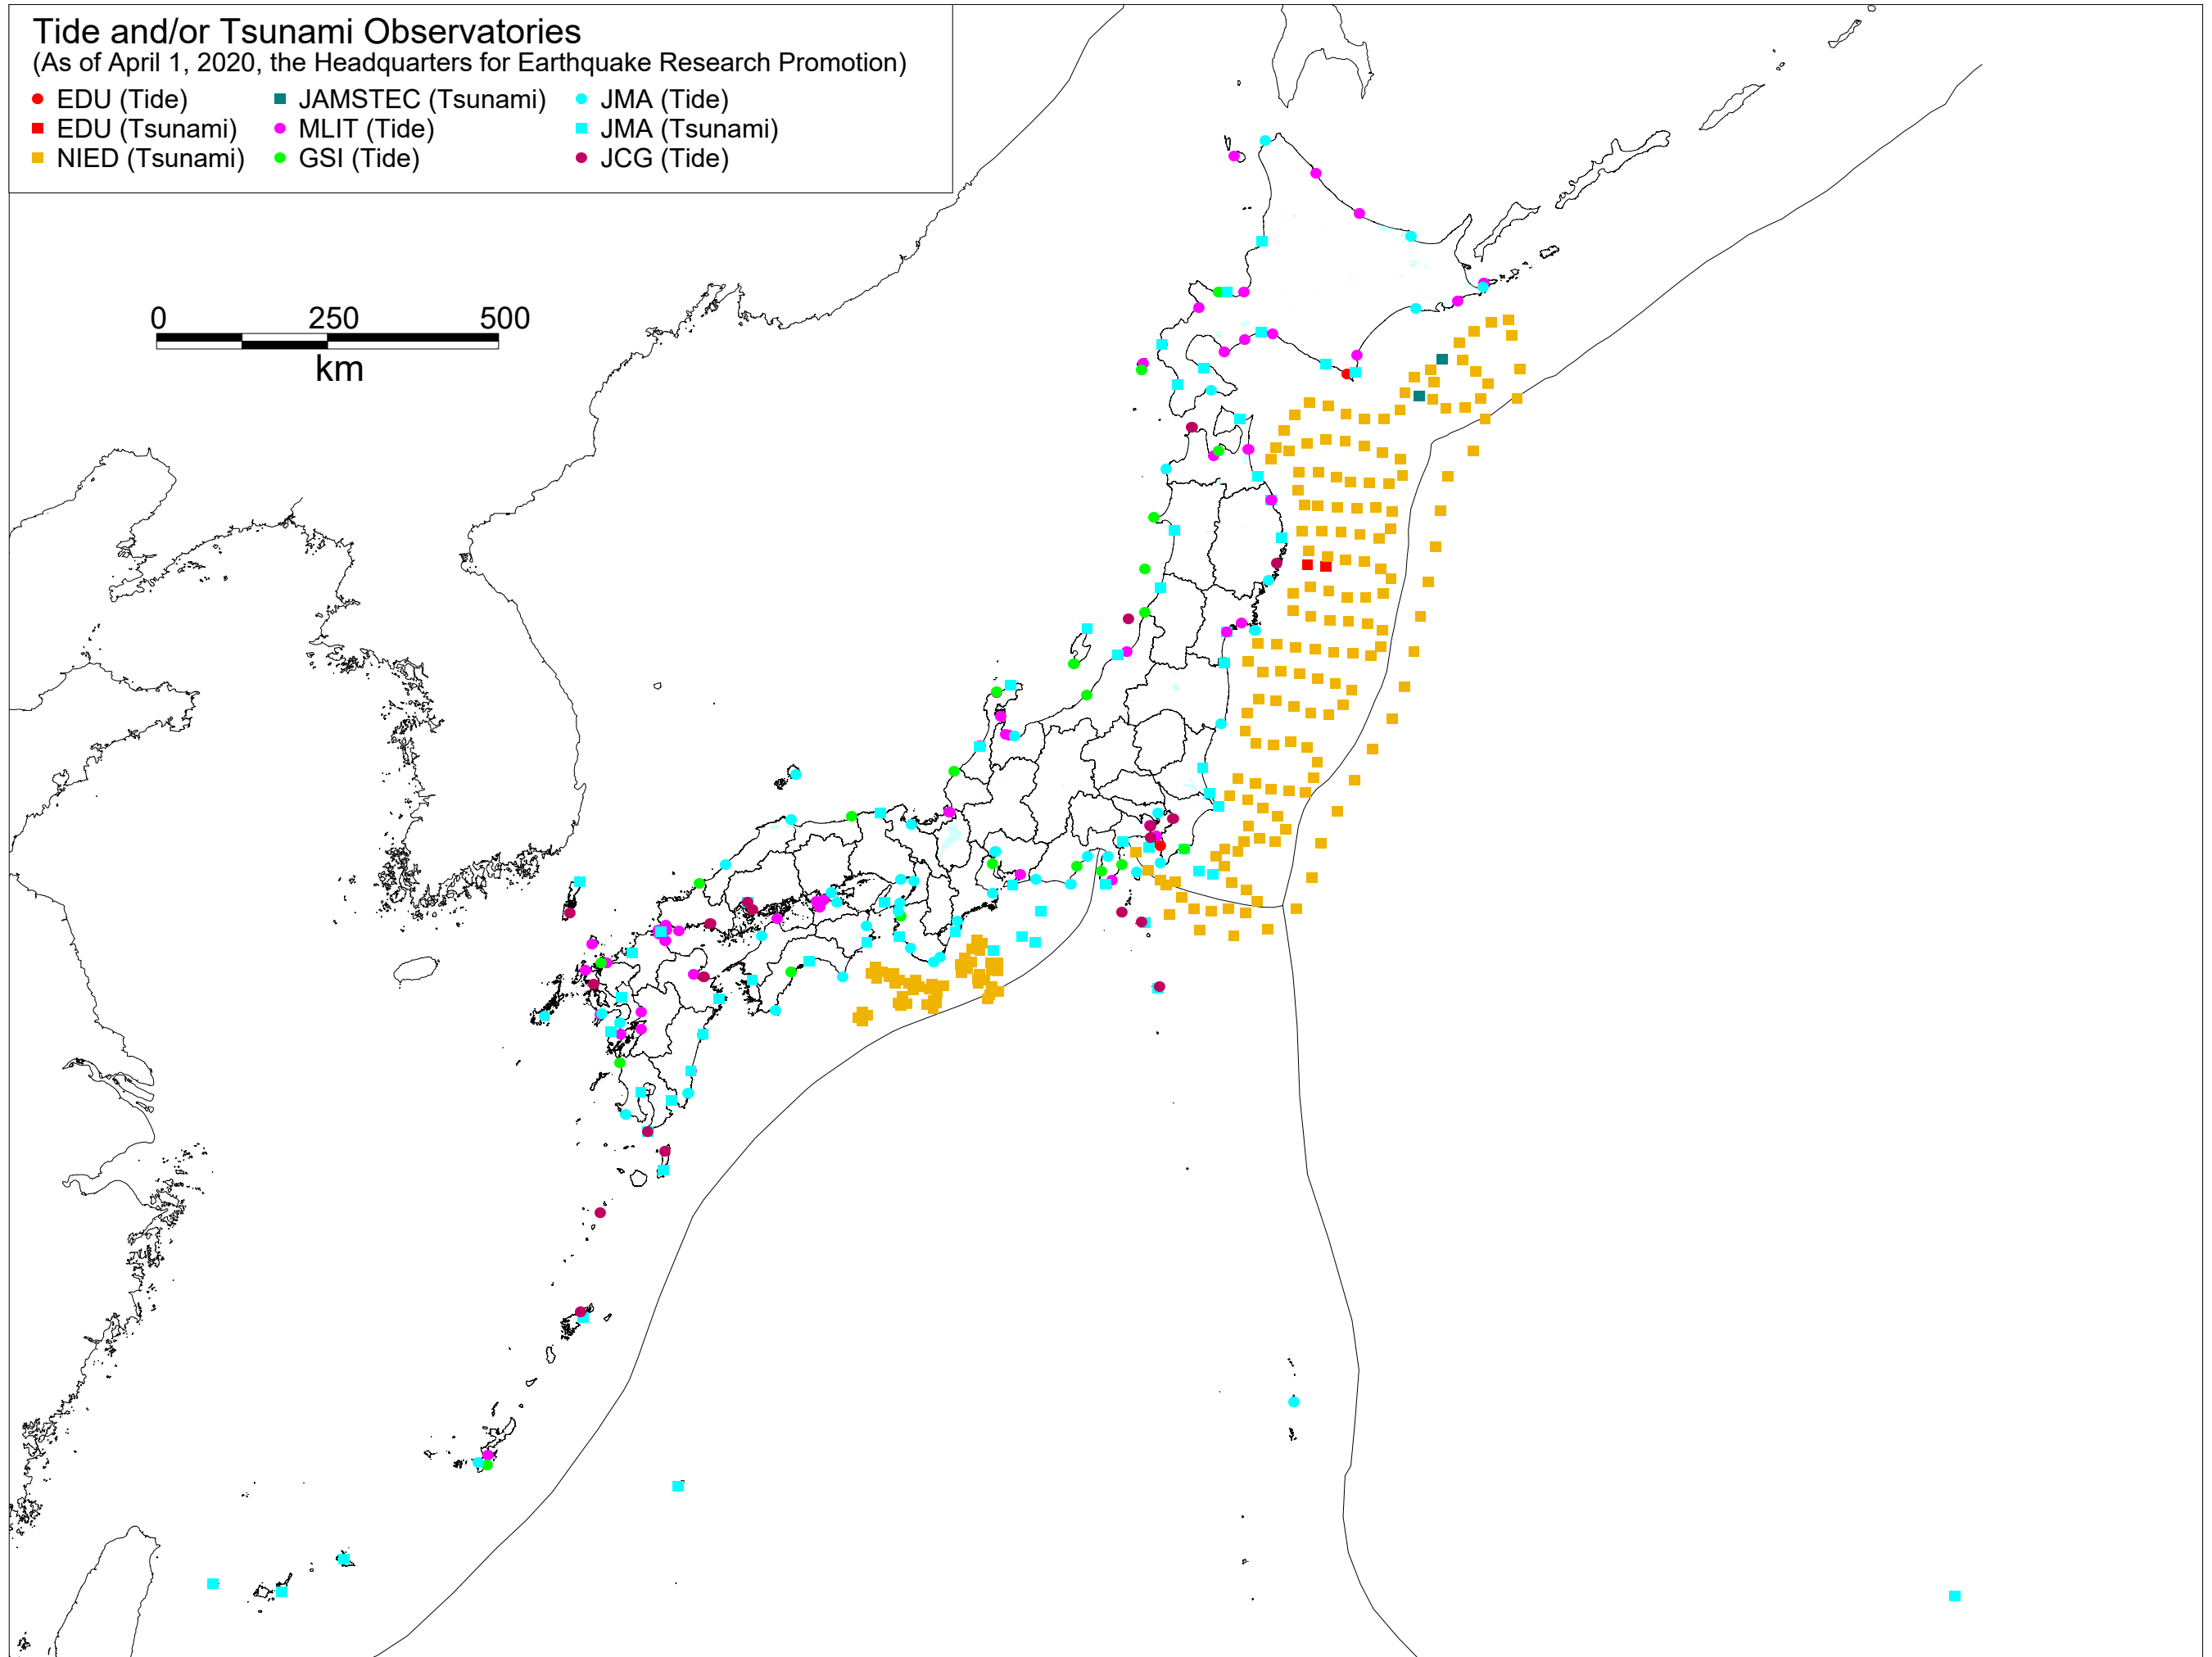 Tide and/or Tsunami Observatories
(As of April 1, 2020, the Headquarters for Earthquake Research Promotion)
EDU (Tide) JAMSTEC (Tsunami) JMA (Tide)
EDU (Tsunami) MLIT (Tide) JMA (Tsunami)
NIED (Tsunami) GSI (Tide) JCG (Tide)
0 250 500
km